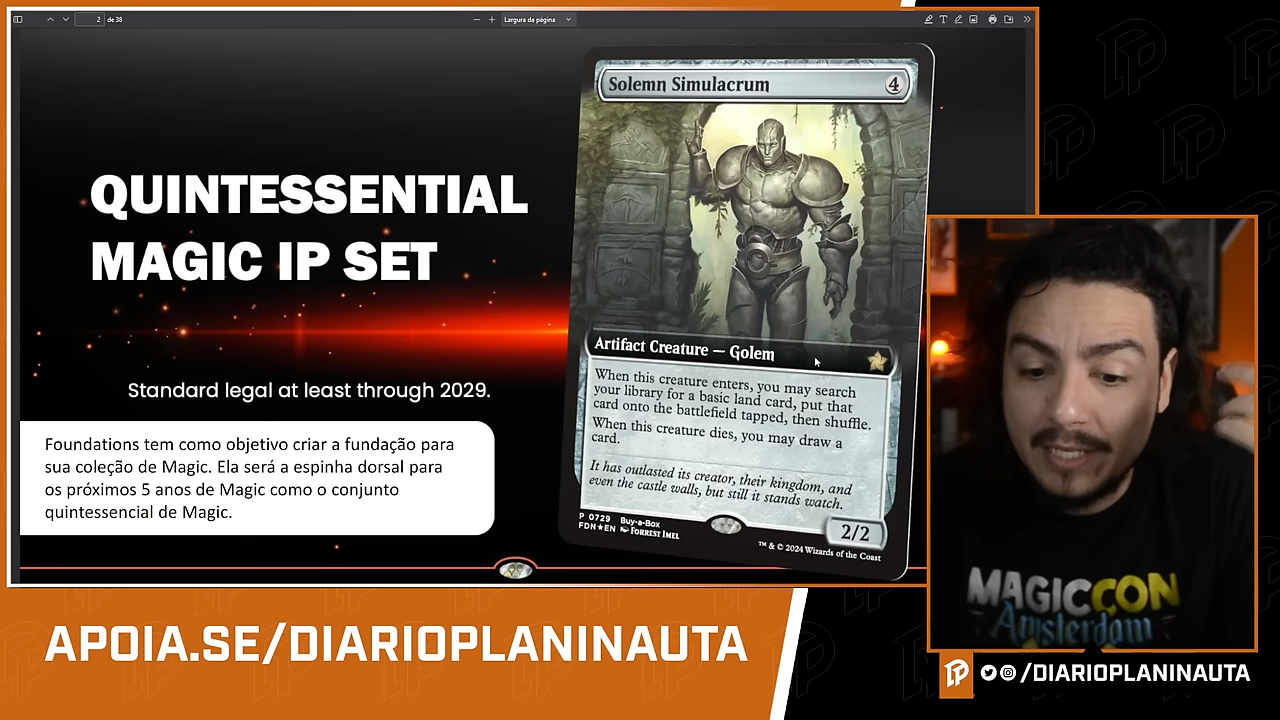 2 de 38
Largura da página
QUINTESSENTIAL
MAGIC IP SET
Standard legal at least through 2029.
Foundations tem como objetivo criar a fundação para
sua coleção de Magic. Ela será a espinha dorsal para
os próximos 5 anos de Magic como o conjunto
quintessencial de Magic.
Solemn Simulacrum 4
Artifact Creature — Golem
When this creature enters, you may search
your library for a basic land card, put that
card onto the battlefield tapped, then shuffle.
When this creature dies, you may draw a
card.
It has outlasted its creator, their kingdom, and
even the castle walls, but still it stands watch.
2/2
P 0729 Buy-a-Box
FDN★EN Forrest Imel
™ & © 2024 Wizards of the Coast
MAGICCON
Amsterdam
APOIA.SE/DIARIOPLANINAUTA
/DIARIOPLANINAUTA